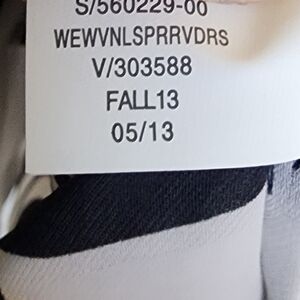 S/560229-00
WEWVNLSPRRVDRS
V/303588
FALL13
05/13